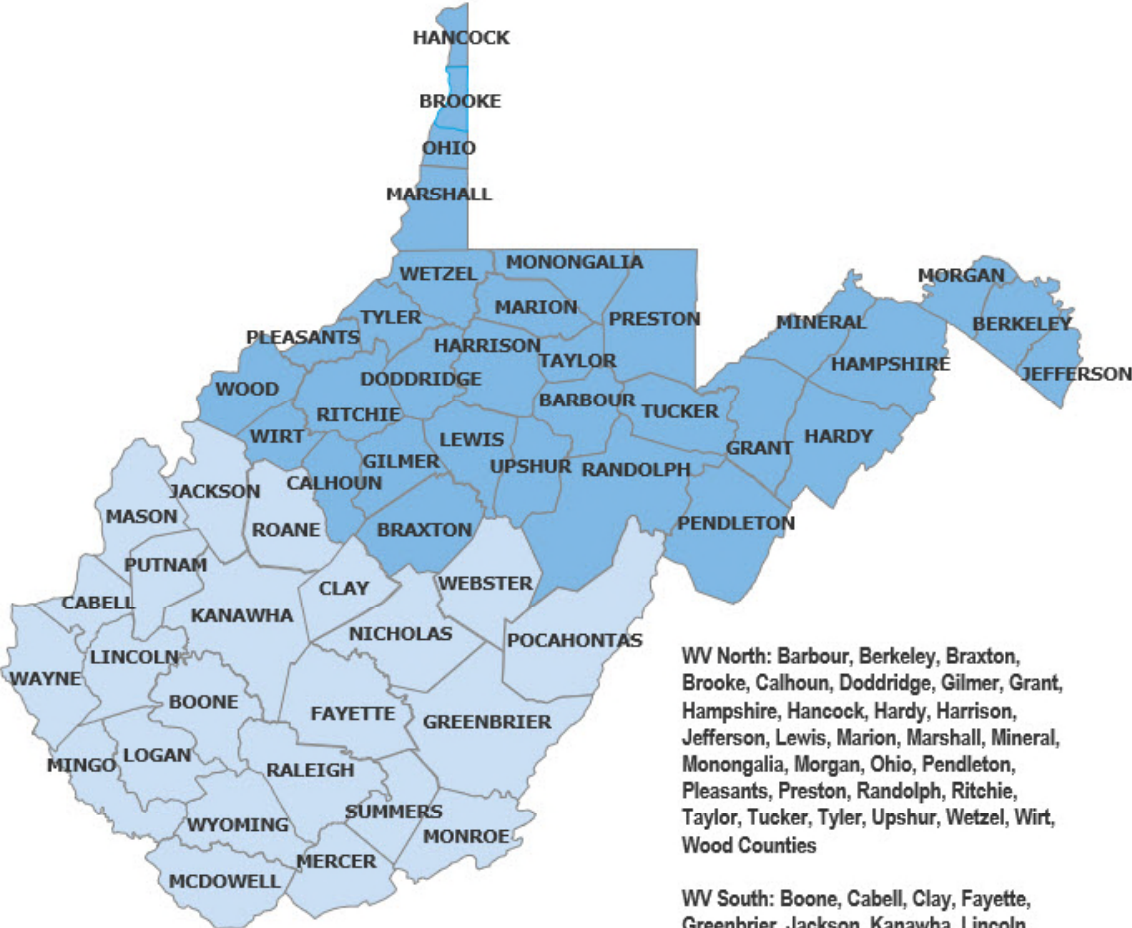 HANCOCK
BROOKE
OHIO
MARSHALL
WETZEL
MONONGALIA
MORGAN
MARION
TYLER
PRESTON
MINERAL
BERKELEY
PLEASANTS
HARRISON
TAYLOR
HAMPSHIRE
JEFFERSON
DODDRIDGE
WOOD
BARBOUR
TUCKER
RITCHIE
WIRT
LEWIS
HARDY
GRANT
GILMER
UPSHUR
RANDOLPH
CALHOUN
JACKSON
MASON
ROANE
BRAXTON
PENDLETON
PUTNAM
CLAY
WEBSTER
CABELL
KANAWHA
NICHOLAS
POCAHONTAS
LINCOLN
WAYNE
BOONE
FAYETTE
GREENBRIER
LOGAN
MINGO
RALEIGH
SUMMERS
WYOMING
MONROE
MERCER
MCDOWELL
WV North: Barbour, Berkeley, Braxton,
Brooke, Calhoun, Doddridge, Gilmer, Grant,
Hampshire, Hancock, Hardy, Harrison,
Jefferson, Lewis, Marion, Marshall, Mineral,
Monongalia, Morgan, Ohio, Pendleton,
Pleasants, Preston, Randolph, Ritchie,
Taylor, Tucker, Tyler, Upshur, Wetzel, Wirt,
Wood Counties
WV South: Boone, Cabell, Clay, Fayette,
Greenbrier, Jackson, Kanawha, Lincoln,